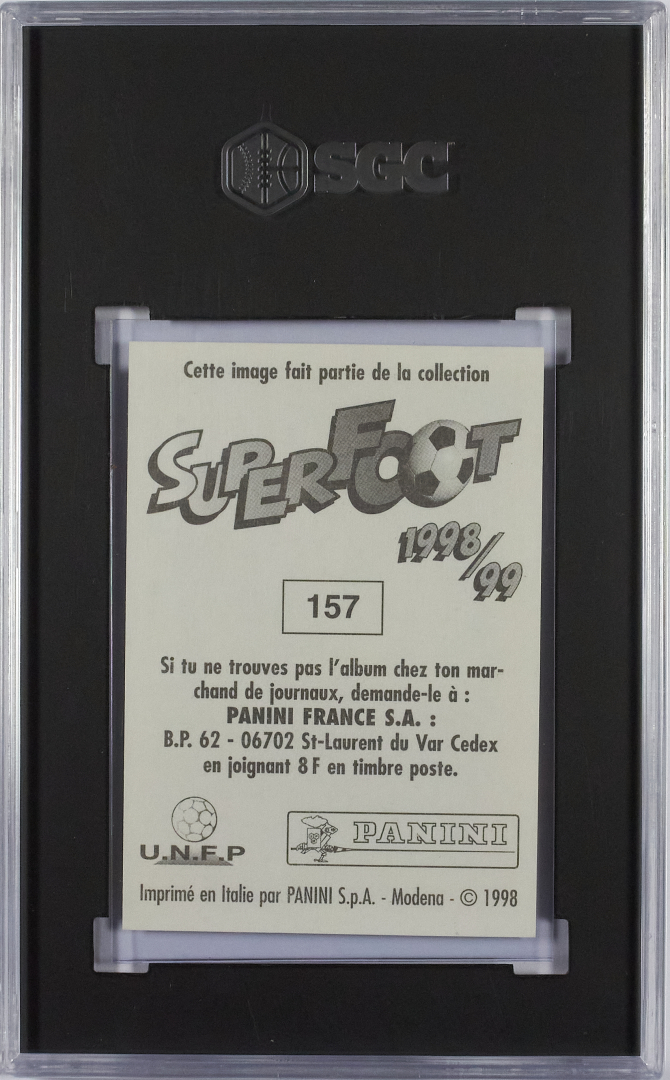 SGC
Cette image fait partie de la collection
SUPERFOOT
1998/99
157
Si tu ne trouves pas l'album chez ton mar-
chand de journaux, demande-le à :
PANINI FRANCE S.A. :
B.P. 62 - 06702 St-Laurent du Var Cedex
en joignant 8 F en timbre poste.
U.N.F.P
PANINI
Imprimé en Italie par PANINI S.p.A. - Modena - © 1998